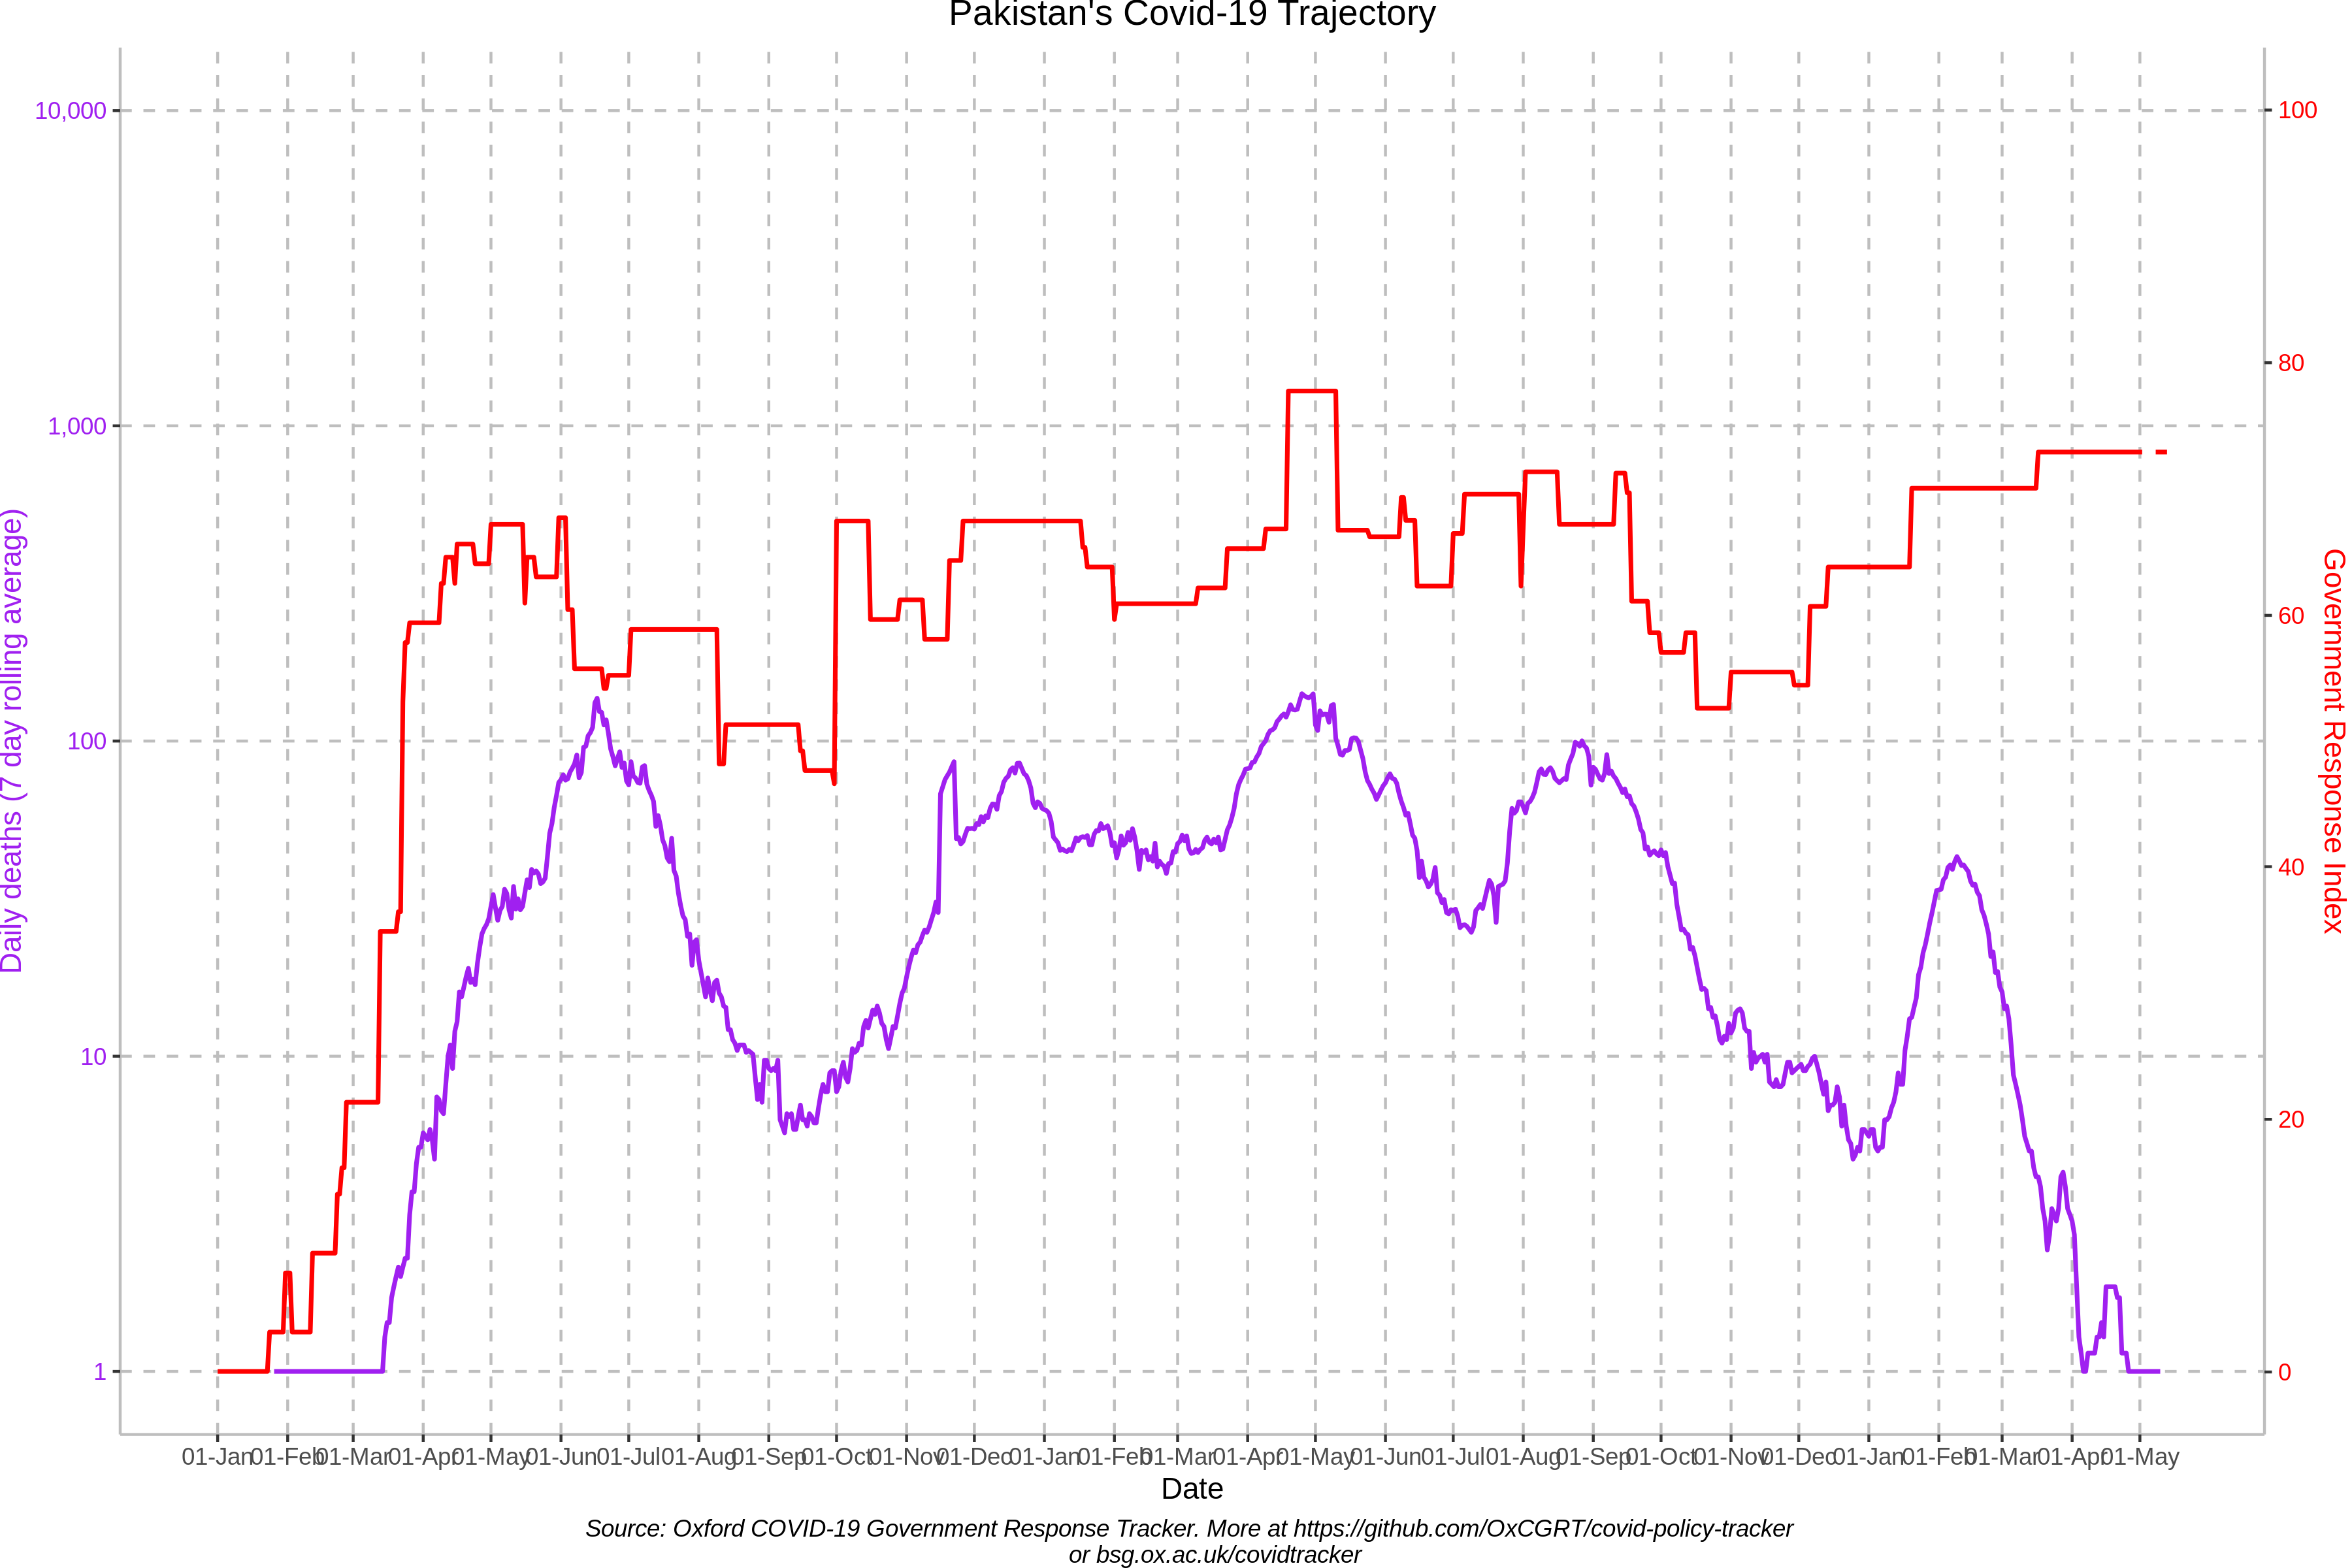 Pakistan's Covid-19 Trajectory
10,000
1,000
100
10
1
Daily deaths (7 day rolling average)
100
80
60
40
20
0
Government Response Index
01-Jan 01-Feb 01-Mar 01-Apr 01-May 01-Jun 01-Jul 01-Aug 01-Sep 01-Oct 01-Nov 01-Dec 01-Jan 01-Feb 01-Mar 01-Apr 01-May 01-Jun 01-Jul 01-Aug 01-Sep 01-Oct 01-Nov 01-Dec 01-Jan 01-Feb 01-Mar 01-Apr 01-May
Date
Source: Oxford COVID-19 Government Response Tracker. More at https://github.com/OxCGRT/covid-policy-tracker
or bsg.ox.ac.uk/covidtracker